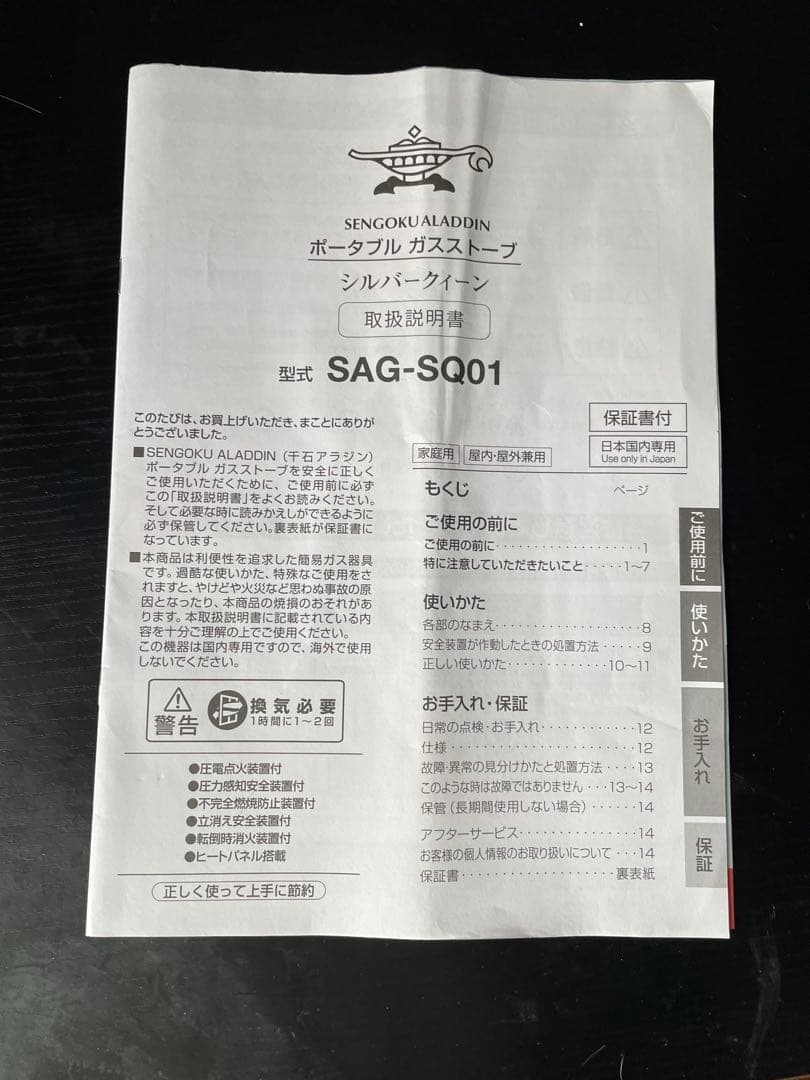 SENGOKU ALADDIN
ポータブル ガスストーブ
シルバークィーン
取扱説明書
型式 SAG-SQ01
このたびは、お買上げいただき、まことにありが
とうございました。
■SENGOKU ALADDIN（千石アラジン）
ポータブル ガスストーブを安全に正しく
ご使用いただくために、ご使用前に必ず
この「取扱説明書」をよくお読みください。
そして必要な時に読みかえしができるように
必ず保管してください。裏表紙が保証書に
なっています。
■本商品は利便性を追求した簡易ガス器具
です。過酷な使いかた、特殊なご使用をさ
れますと、やけどや火災など思わぬ事故の原
因となったり、本商品の焼損のおそれがあ
ります。本取扱説明書に記載されている内
容を十分ご理解の上でご使用ください。
この機器は国内専用ですので、海外で使用
しないでください。
警告
換気必要
1時間に1～2回
●圧電点火装置付
●圧力感知安全装置付
●不完全燃焼防止装置付
●立消え安全装置付
●転倒時消火装置付
●ヒートパネル搭載
正しく使って上手に節約
保証書付
日本国内専用
Use only in Japan
家庭用 屋内・屋外兼用
もくじ ページ
ご使用の前に
ご使用の前に･･･････････････････1
特に注意していただきたいこと･････1～7
使いかた
各部のなまえ･･･････････････････8
安全装置が作動したときの処置方法･････9
正しい使いかた･･･････････10～11
お手入れ・保証
日常の点検・お手入れ････････････12
仕様･････････････････････12
故障・異常の見分けかたと処置方法････13
このような時は故障ではありません･･･13～14
保管（長期間使用しない場合）･･････14
アフターサービス･･････････････14
お客様の個人情報のお取り扱いについて･･･14
保証書････････････････････裏表紙
ご使用前に
使いかた
お手入れ
保証